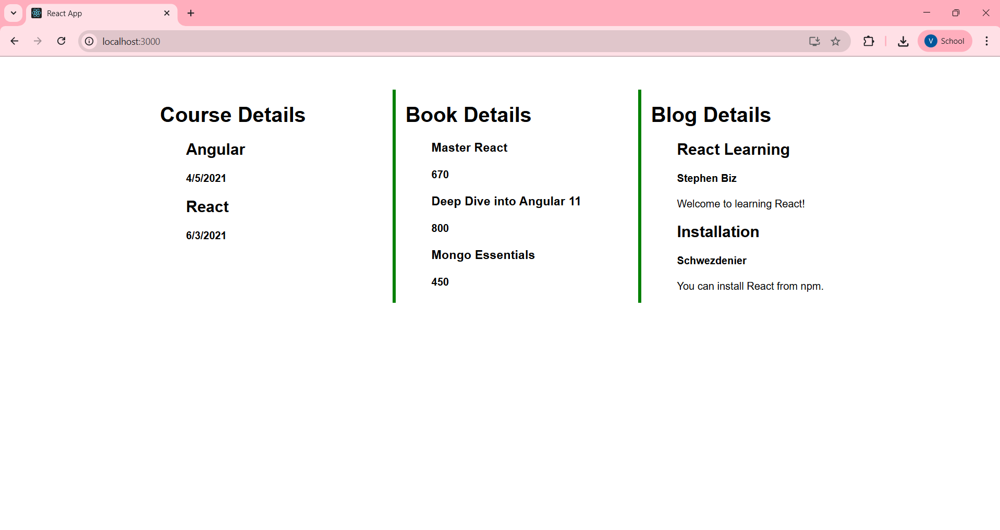 React App
localhost:3000
V School
Course Details
Angular
4/5/2021
React
6/3/2021
Book Details
Master React
670
Deep Dive into Angular 11
800
Mongo Essentials
450
Blog Details
React Learning
Stephen Biz
Welcome to learning React!
Installation
Schwezdenier
You can install React from npm.